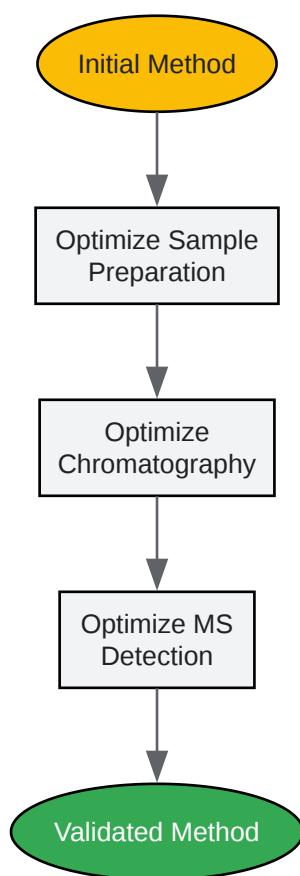 Initial Method
Optimize Sample
Preparation
Optimize
Chromatography
Optimize MS
Detection
Validated Method